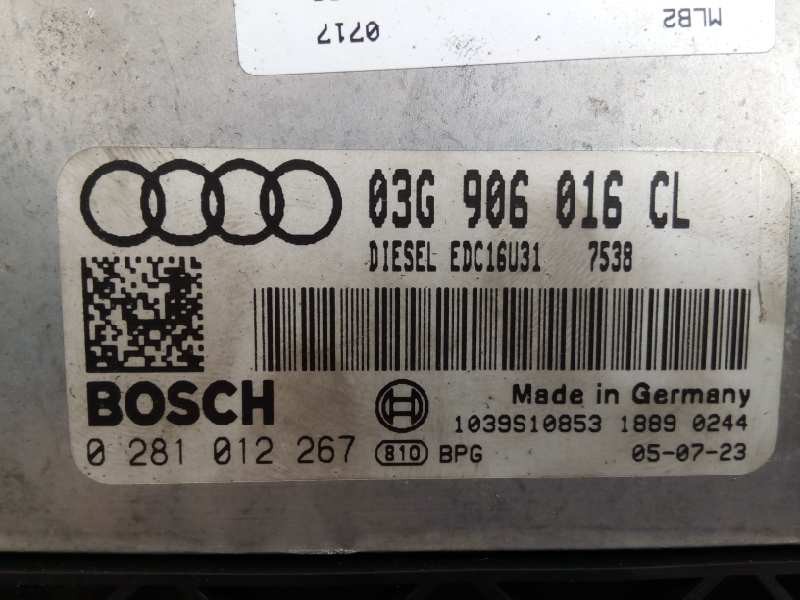 MLB2
0717
03G 906 016 CL
DIESEL EDC16U31 7538
BOSCH
Made in Germany
1039S10853 1889 0244
0 281 012 267 810 BPG 05-07-23